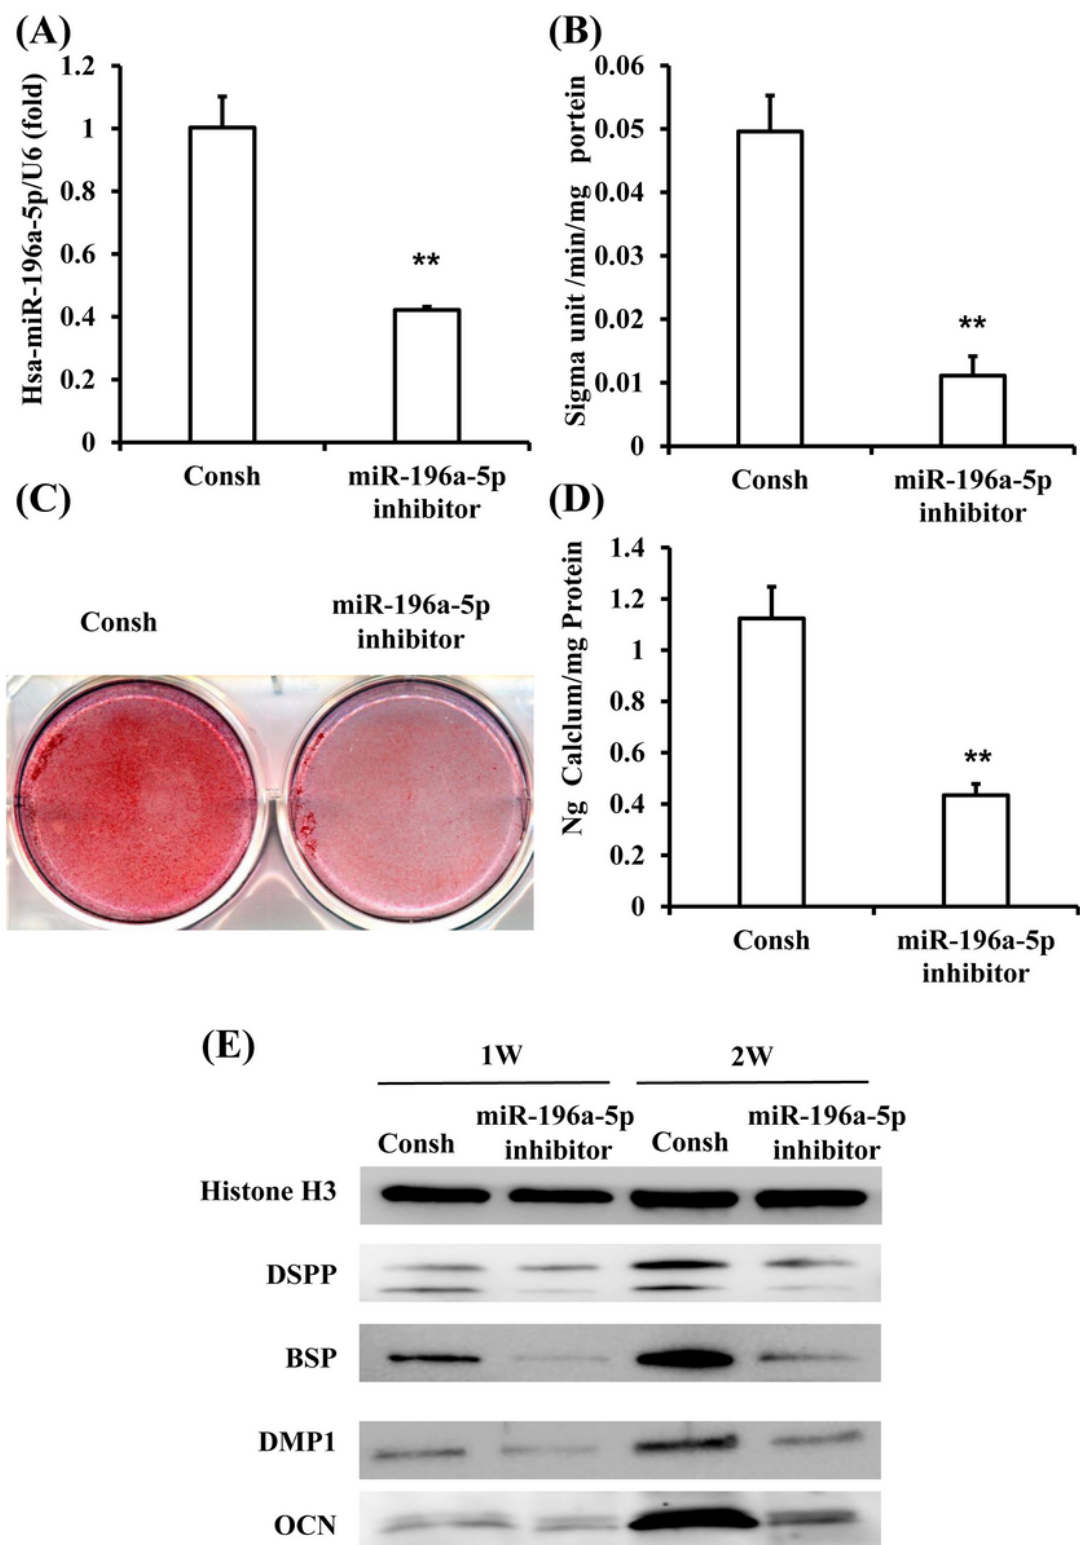 (A)
Hsa-miR-196a-5p/U6 (fold)
1.2
1
0.8
0.6
0.4
0.2
0
**
Consh
miR-196a-5p
inhibitor
(B)
Sigma unit /min/mg portein
0.06
0.05
0.04
0.03
0.02
0.01
0
**
Consh
miR-196a-5p
inhibitor
(C)
Consh
miR-196a-5p
inhibitor
(D)
Ng Calclum/mg Protein
1.4
1.2
1
0.8
0.6
0.4
0.2
0
**
Consh
miR-196a-5p
inhibitor
(E)
1W
2W
Consh
miR-196a-5p
inhibitor
Consh
miR-196a-5p
inhibitor
Histone H3
DSPP
BSP
DMP1
OCN